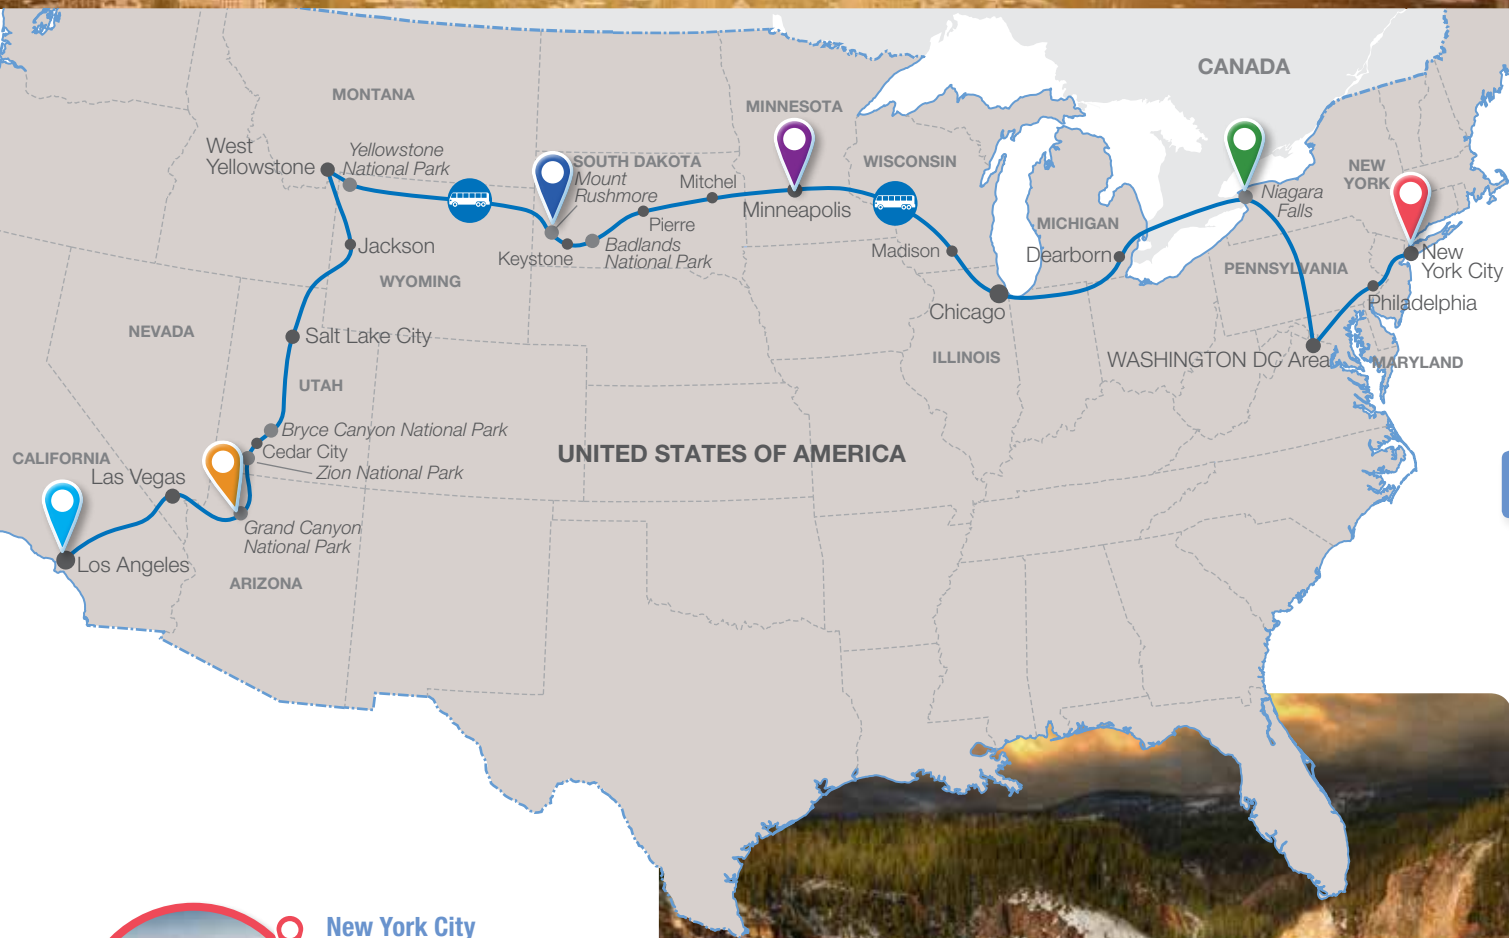 CANADA
MONTANA
MINNESOTA
West
Yellowstone
Yellowstone
National Park
SOUTH DAKOTA
Mount
Rushmore
Mitchel
WISCONSIN
NEW
YORK
Niagara
Falls
Pierre
Minneapolis
MICHIGAN
Jackson
Keystone
Badlands
National Park
Madison
Dearborn
New
York City
WYOMING
PENNSYLVANIA
Philadelphia
Chicago
NEVADA
Salt Lake City
ILLINOIS
WASHINGTON DC Area
MARYLAND
UTAH
Bryce Canyon National Park
Cedar City
UNITED STATES OF AMERICA
CALIFORNIA
Las Vegas
Zion National Park
Grand Canyon
National Park
Los Angeles
ARIZONA
New York City